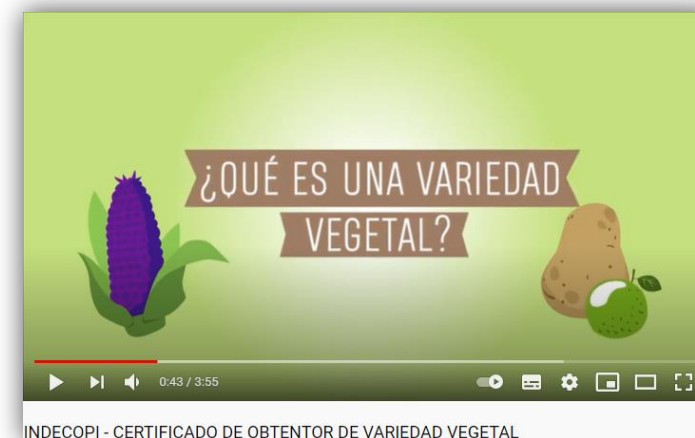 ¿QUÉ ES UNA VARIEDAD
VEGETAL?
0:43 / 3:55
INDECOPI - CERTIFICADO DE OBTENTOR DE VARIEDAD VEGETAL